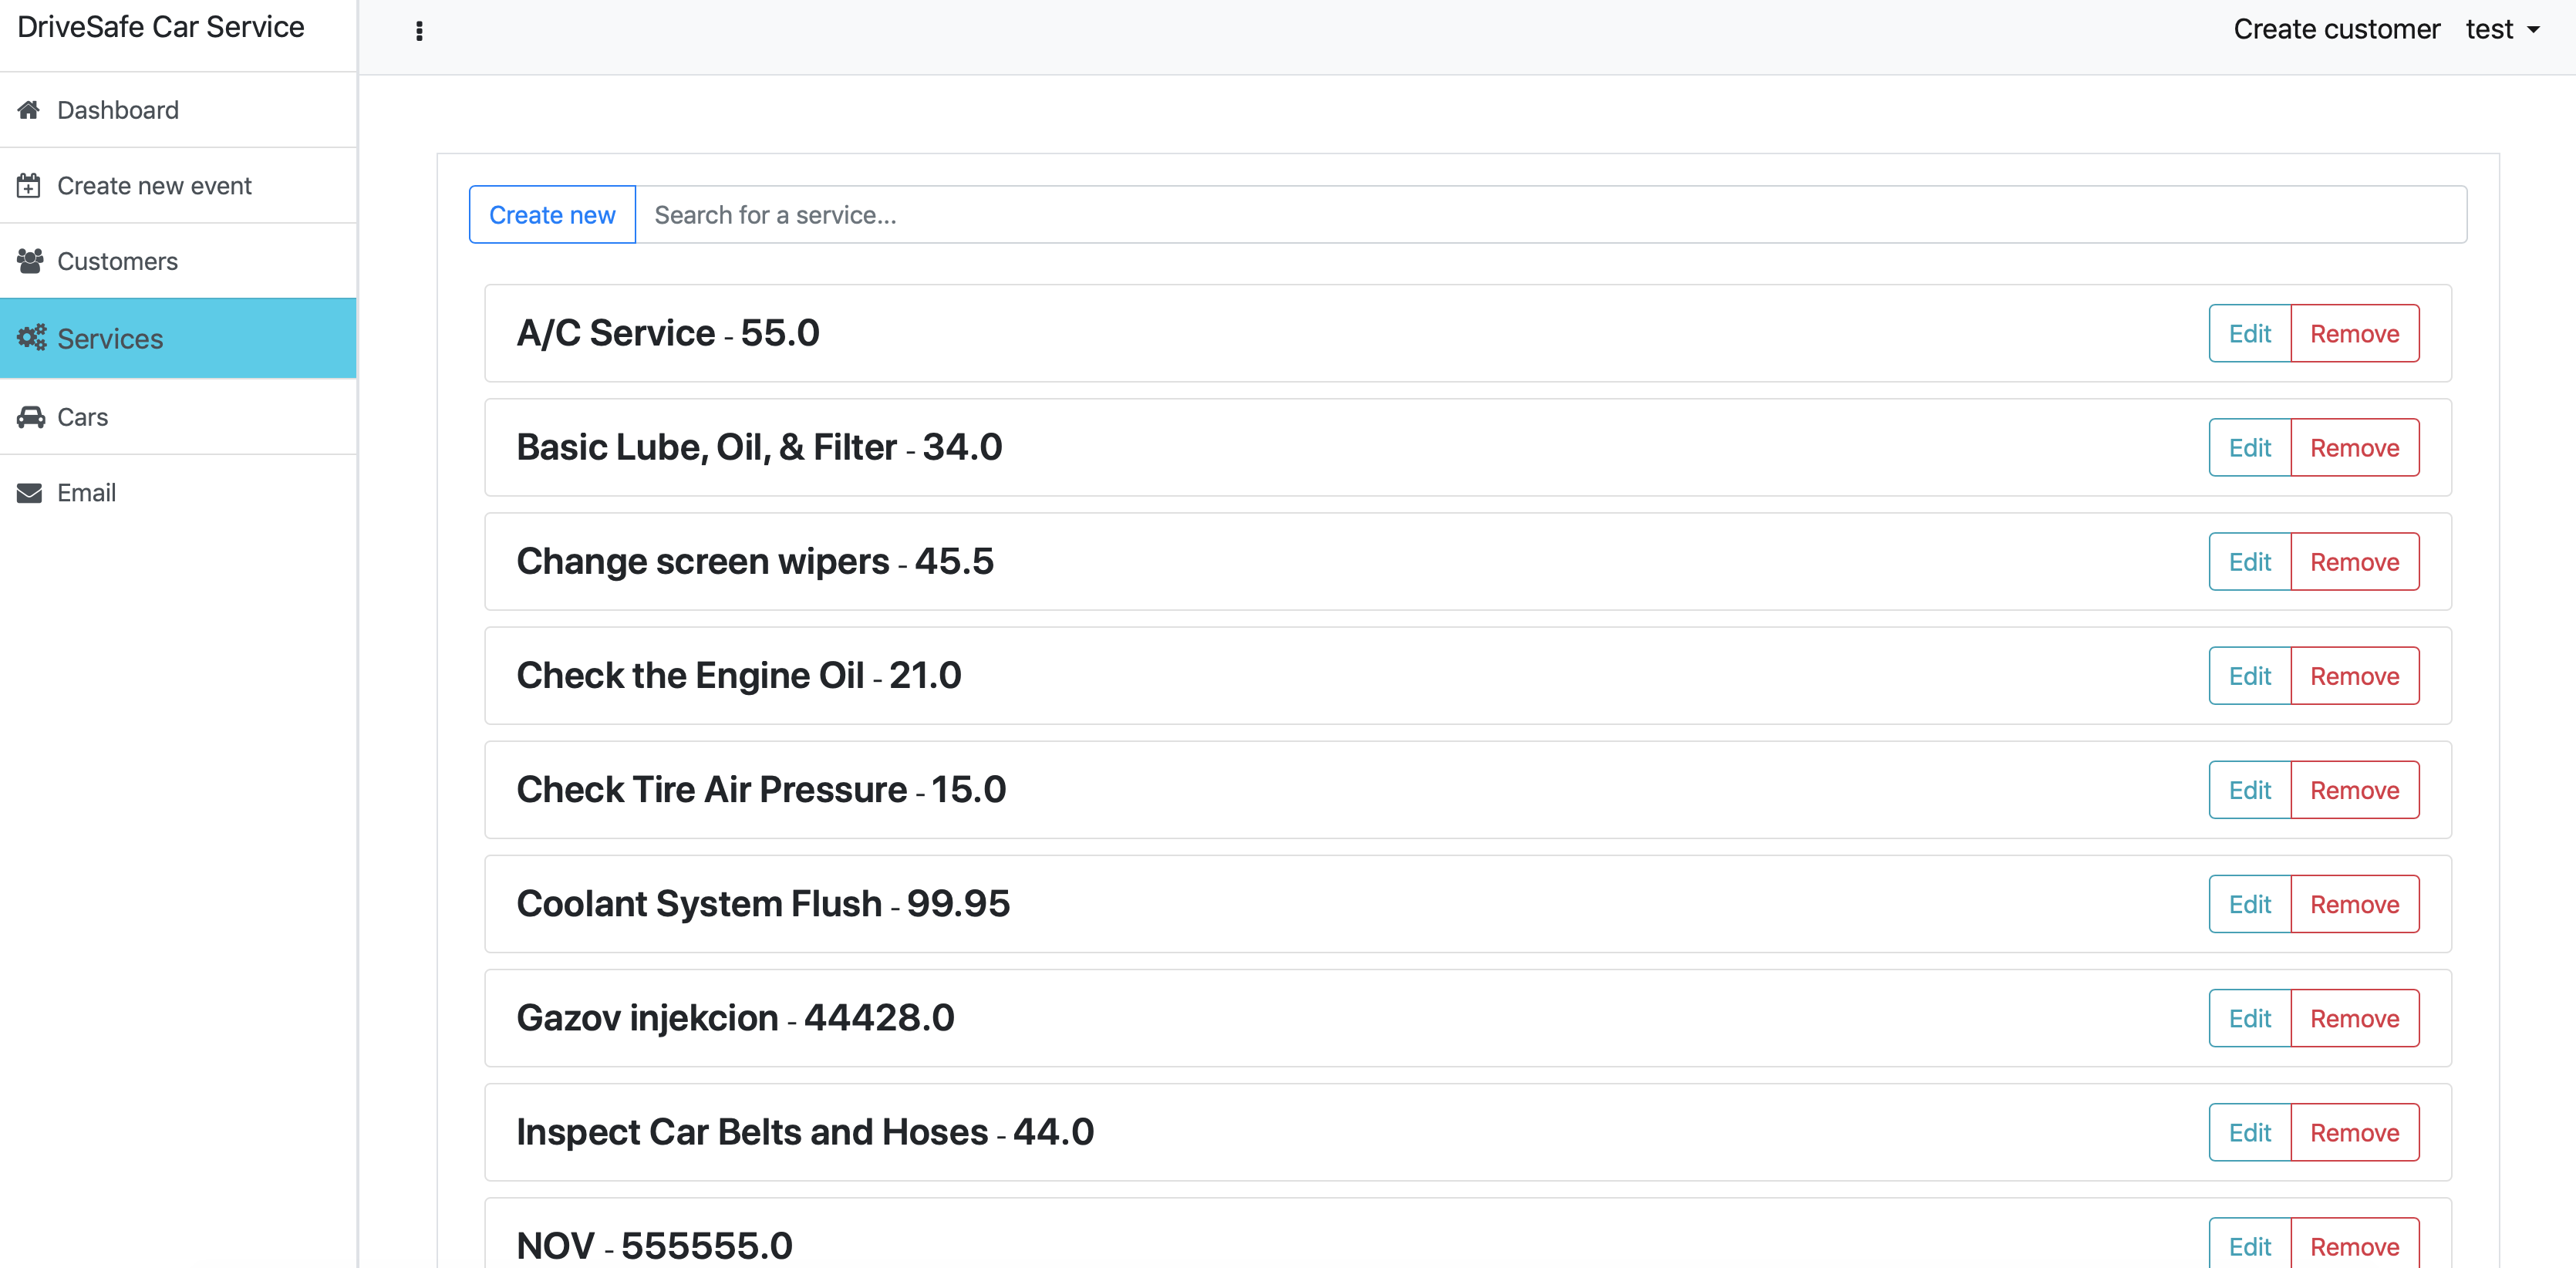 DriveSafe Car Service
Create customer test
Dashboard
Create new event
Customers
Services
Cars
Email
Create new Search for a service...
A/C Service - 55.0 Edit Remove
Basic Lube, Oil, & Filter - 34.0 Edit Remove
Change screen wipers - 45.5 Edit Remove
Check the Engine Oil - 21.0 Edit Remove
Check Tire Air Pressure - 15.0 Edit Remove
Coolant System Flush - 99.95 Edit Remove
Gazov injekcion - 44428.0 Edit Remove
Inspect Car Belts and Hoses - 44.0 Edit Remove
NOV - 555555.0 Edit Remove